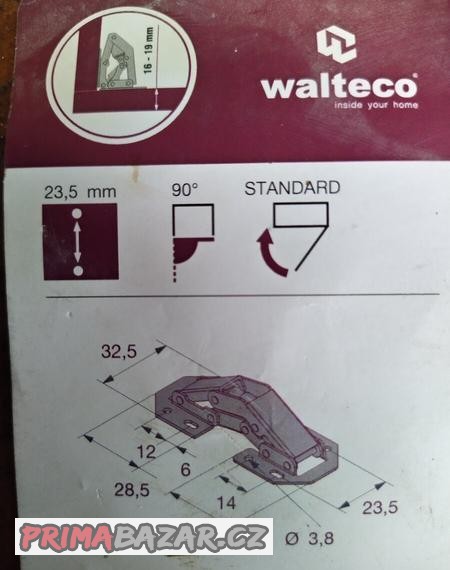 16 - 19 mm
walteco®
inside your home
23,5 mm
90°
STANDARD
32,5
12
6
28,5
14
23,5
Ø 3,8
PRIMABAZAR.CZ